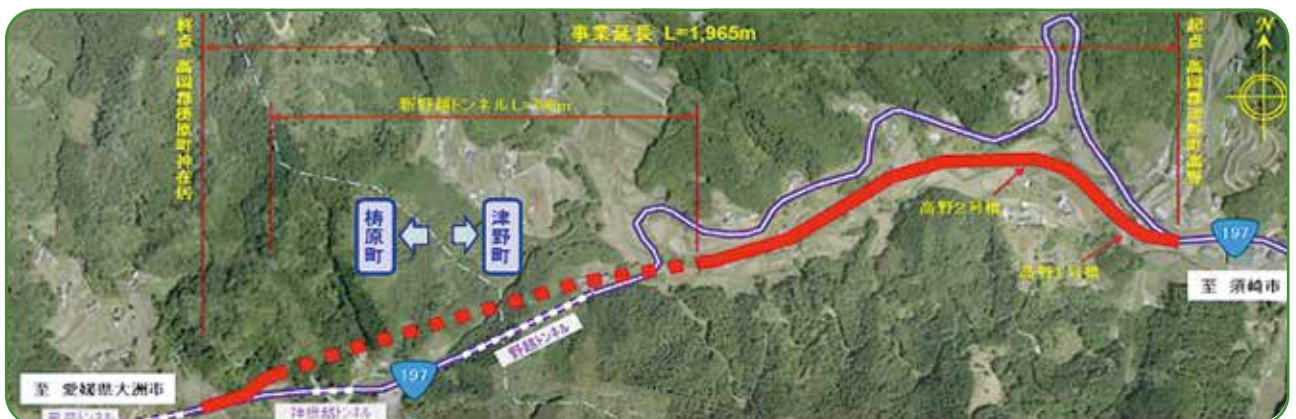 事業延長 L=1,965m
終点 高岡郡梼原町神在居
起点 高岡郡津野町高野
N
新野越トンネル
梼原町
津野町
高野2号橋
高野1号橋
197
至 須崎市
野越トンネル
197
至 愛媛県大洲市
神根越トンネル